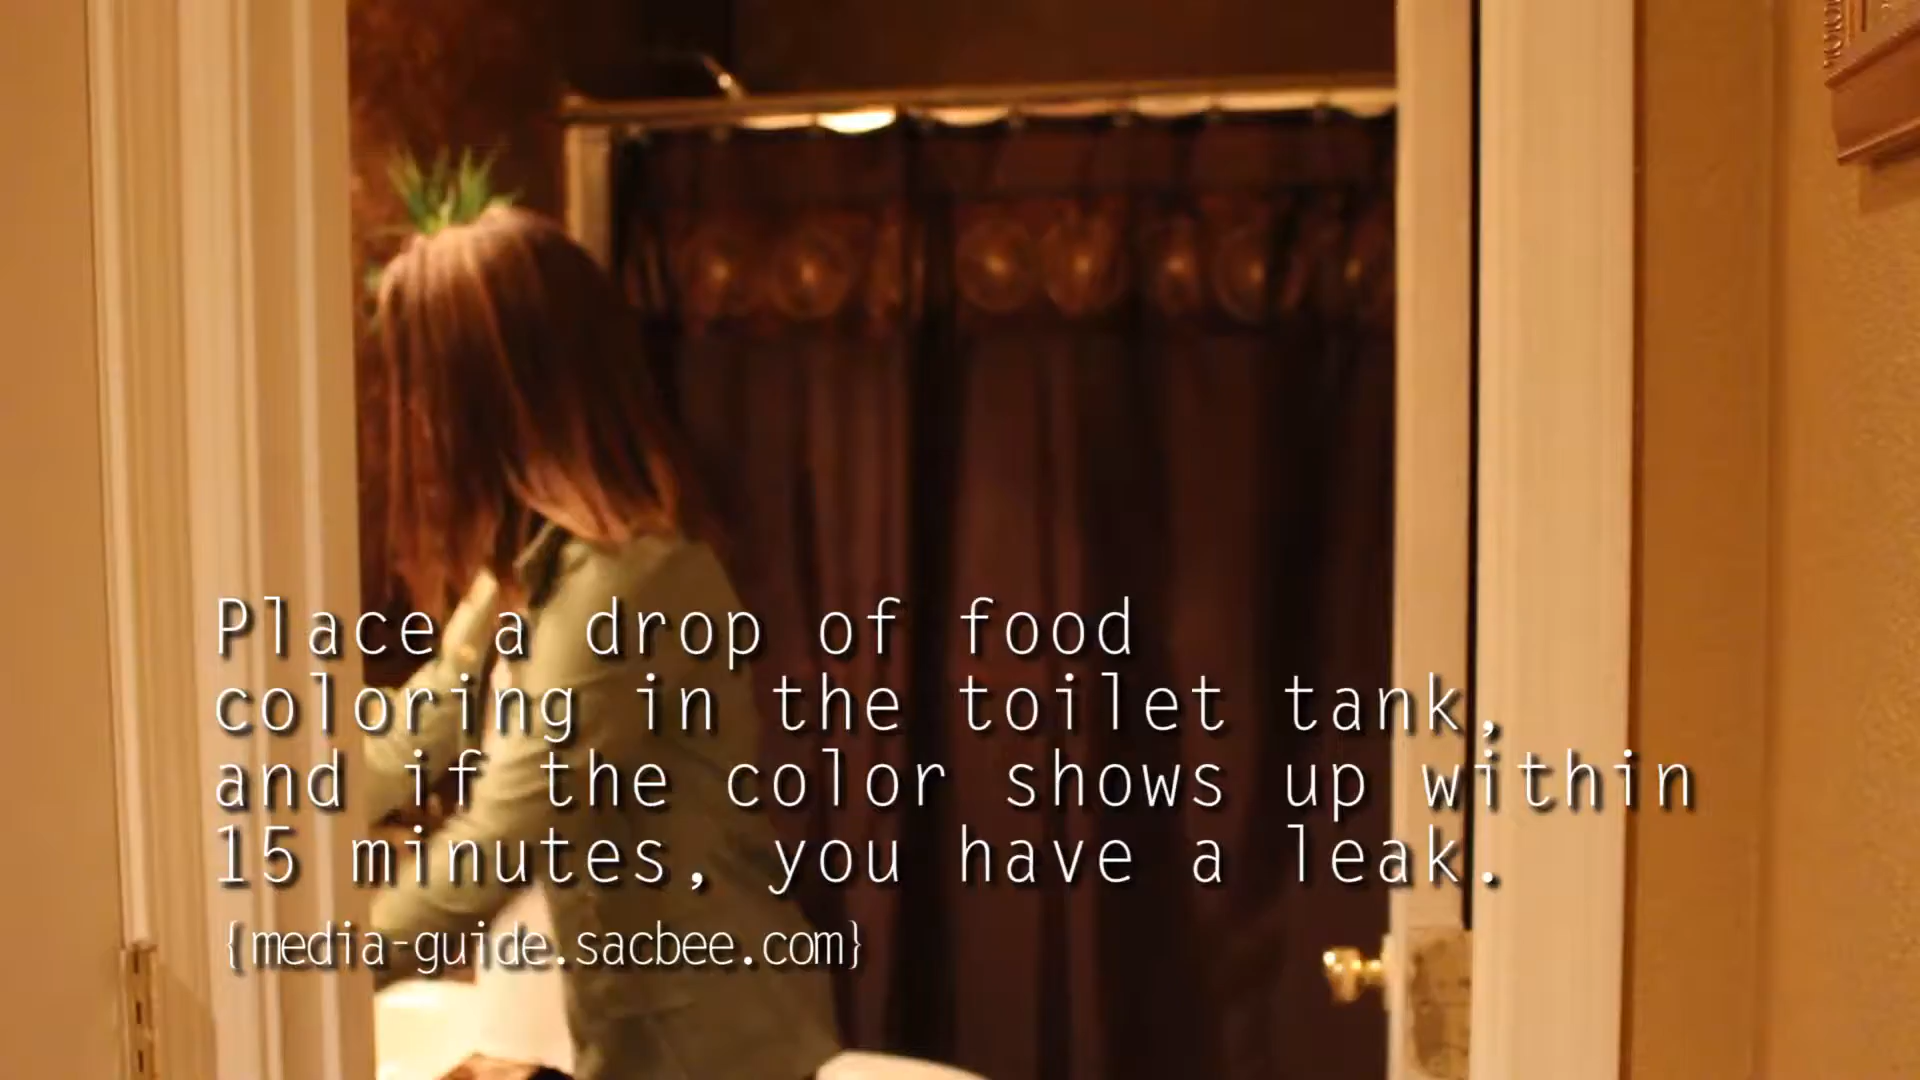 Place a drop of food
coloring in the toilet tank,
and if the color shows up within
15 minutes, you have a leak.
{media-guide.sacbee.com}